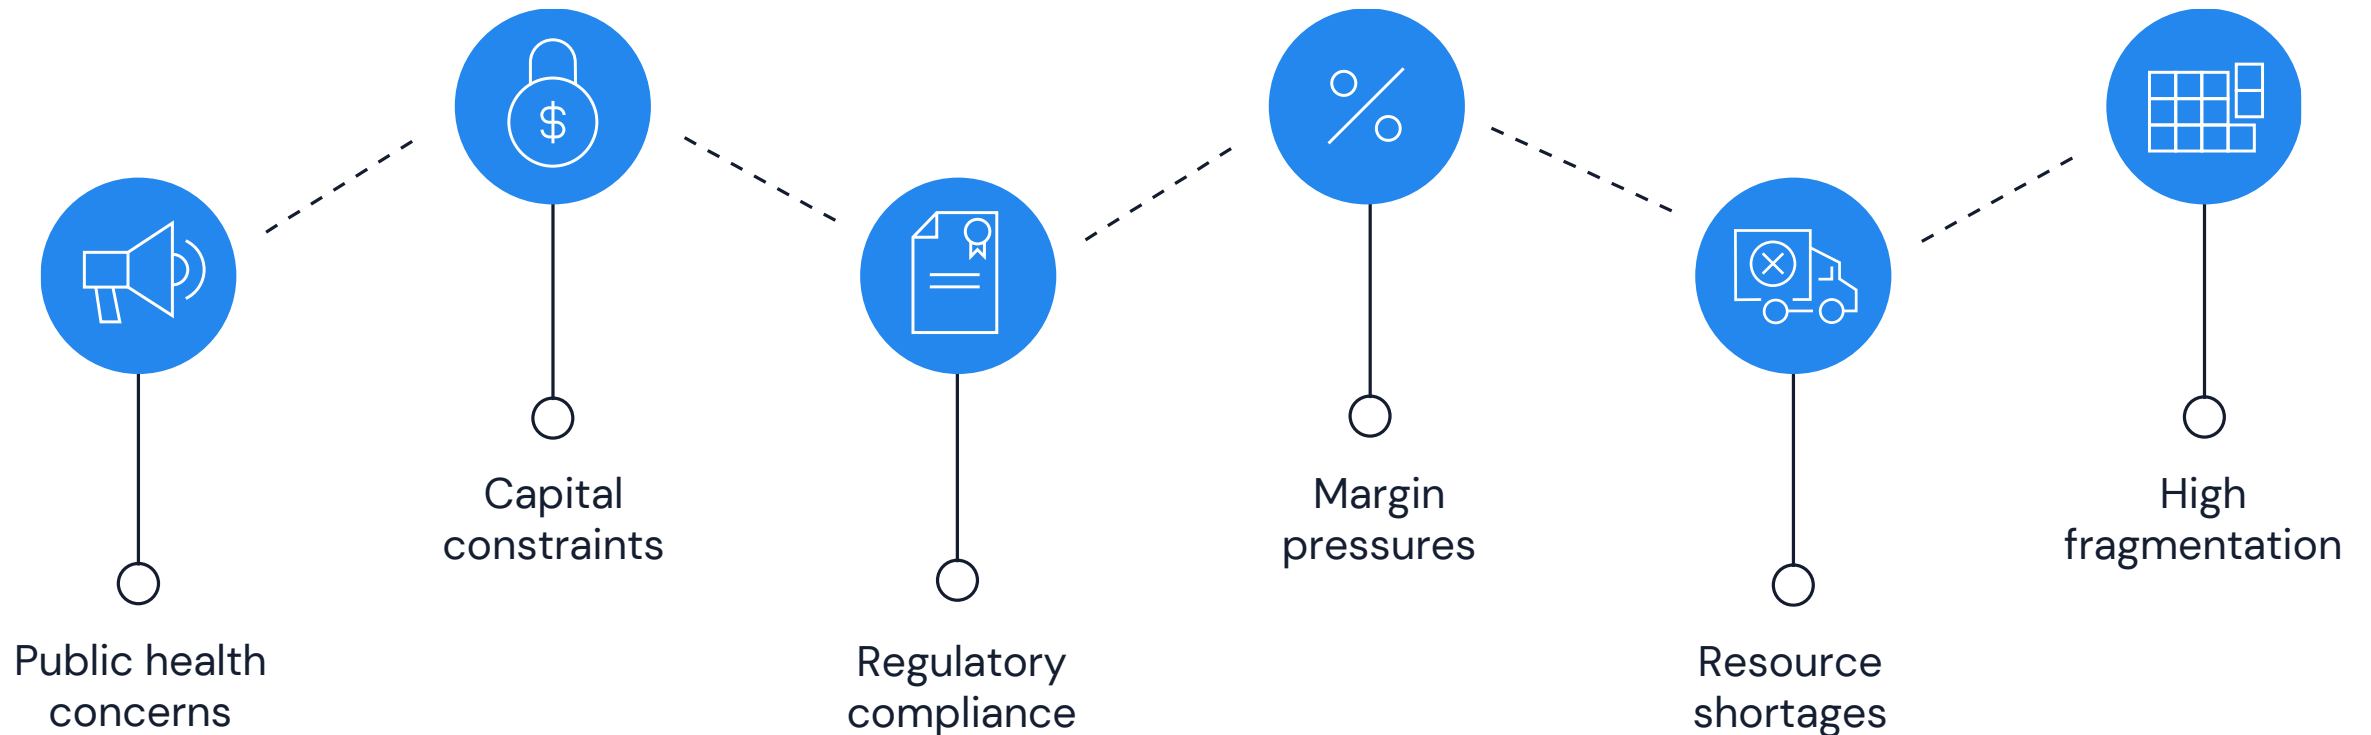 $
Public health
concerns
Capital
constraints
Regulatory
compliance
Margin
pressures
Resource
shortages
High
fragmentation